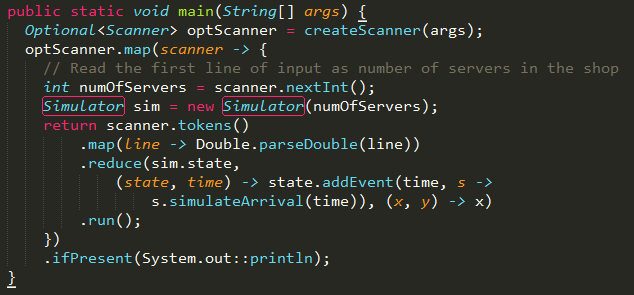 public static void main(String[] args) {
  Optional<Scanner> optScanner = createScanner(args);
  optScanner.map(scanner -> {
    // Read the first line of input as number of servers in the shop
    int numOfServers = scanner.nextInt();
    Simulator sim = new Simulator(numOfServers);
    return scanner.tokens()
        .map(line -> Double.parseDouble(line))
        .reduce(sim.state,
            (state, time) -> state.addEvent(time, s ->
                s.simulateArrival(time)), (x, y) -> x)
        .run();
    })
    .ifPresent(System.out::println);
}